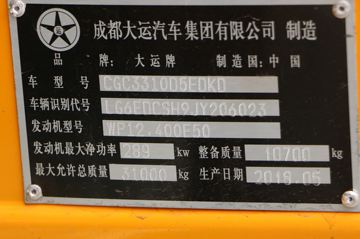 成都大运汽车集团有限公司 制造
品 牌：大运牌 制造国：中国
车 型 号 CGC3310D5EDKD
车辆识别代号 LG6EDCSH9JY206023
发动机型号 WP12.400E50
发动机最大净功率 289 kw 整备质量 10700 kg
最大允许总质量 31000 kg 生产日期 2018.05